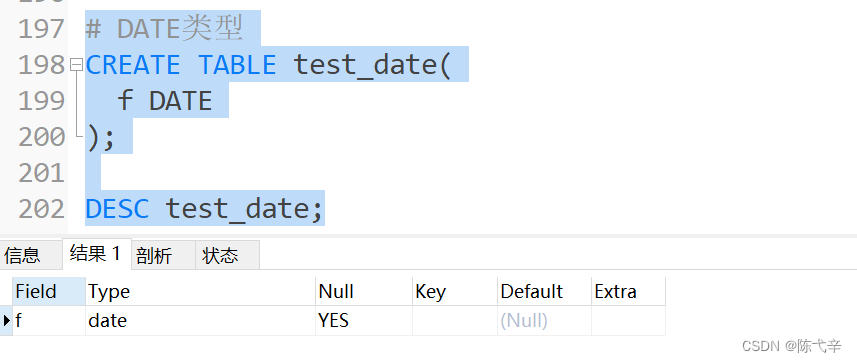 197 # DATE类型
198 CREATE TABLE test_date(
199 f DATE
200 );
201
202 DESC test_date;
信息 结果 1 剖析 状态
Field Type Null Key Default Extra
f date YES (Null)
CSDN @陈弋辛